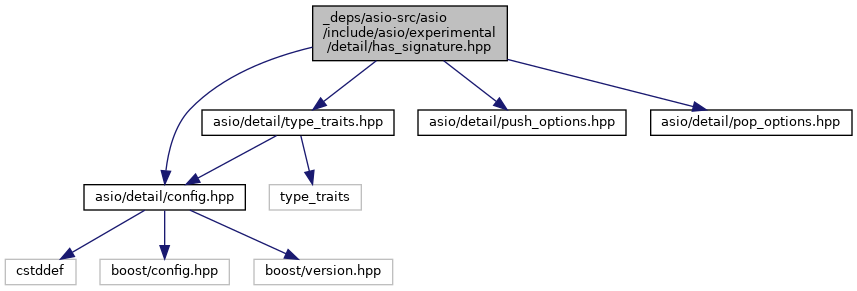 _deps/asio-src/asio
/include/asio/experimental
/detail/has_signature.hpp
asio/detail/type_traits.hpp
asio/detail/push_options.hpp
asio/detail/pop_options.hpp
asio/detail/config.hpp
type_traits
cstddef
boost/config.hpp
boost/version.hpp